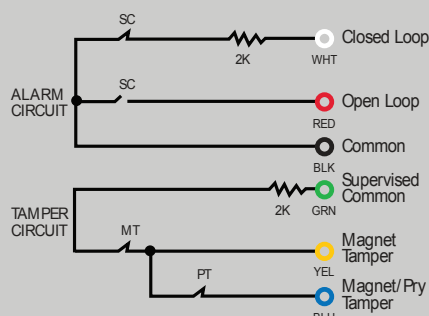 SC
Closed Loop
2K
WHT
ALARM
CIRCUIT
SC
Open Loop
RED
Common
BLK
Supervised
Common
2K
GRN
TAMPER
CIRCUIT
MT
Magnet
Tamper
YEL
PT
Magnet/Pry
Tamper
BLU